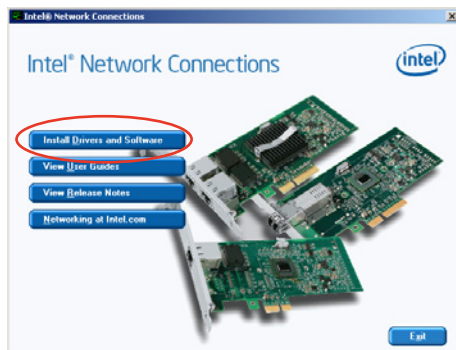 Intel® Network Connections
Intel® Network Connections
intel
Install Drivers and Software
View User Guides
View Release Notes
Networking at Intel.com
Exit